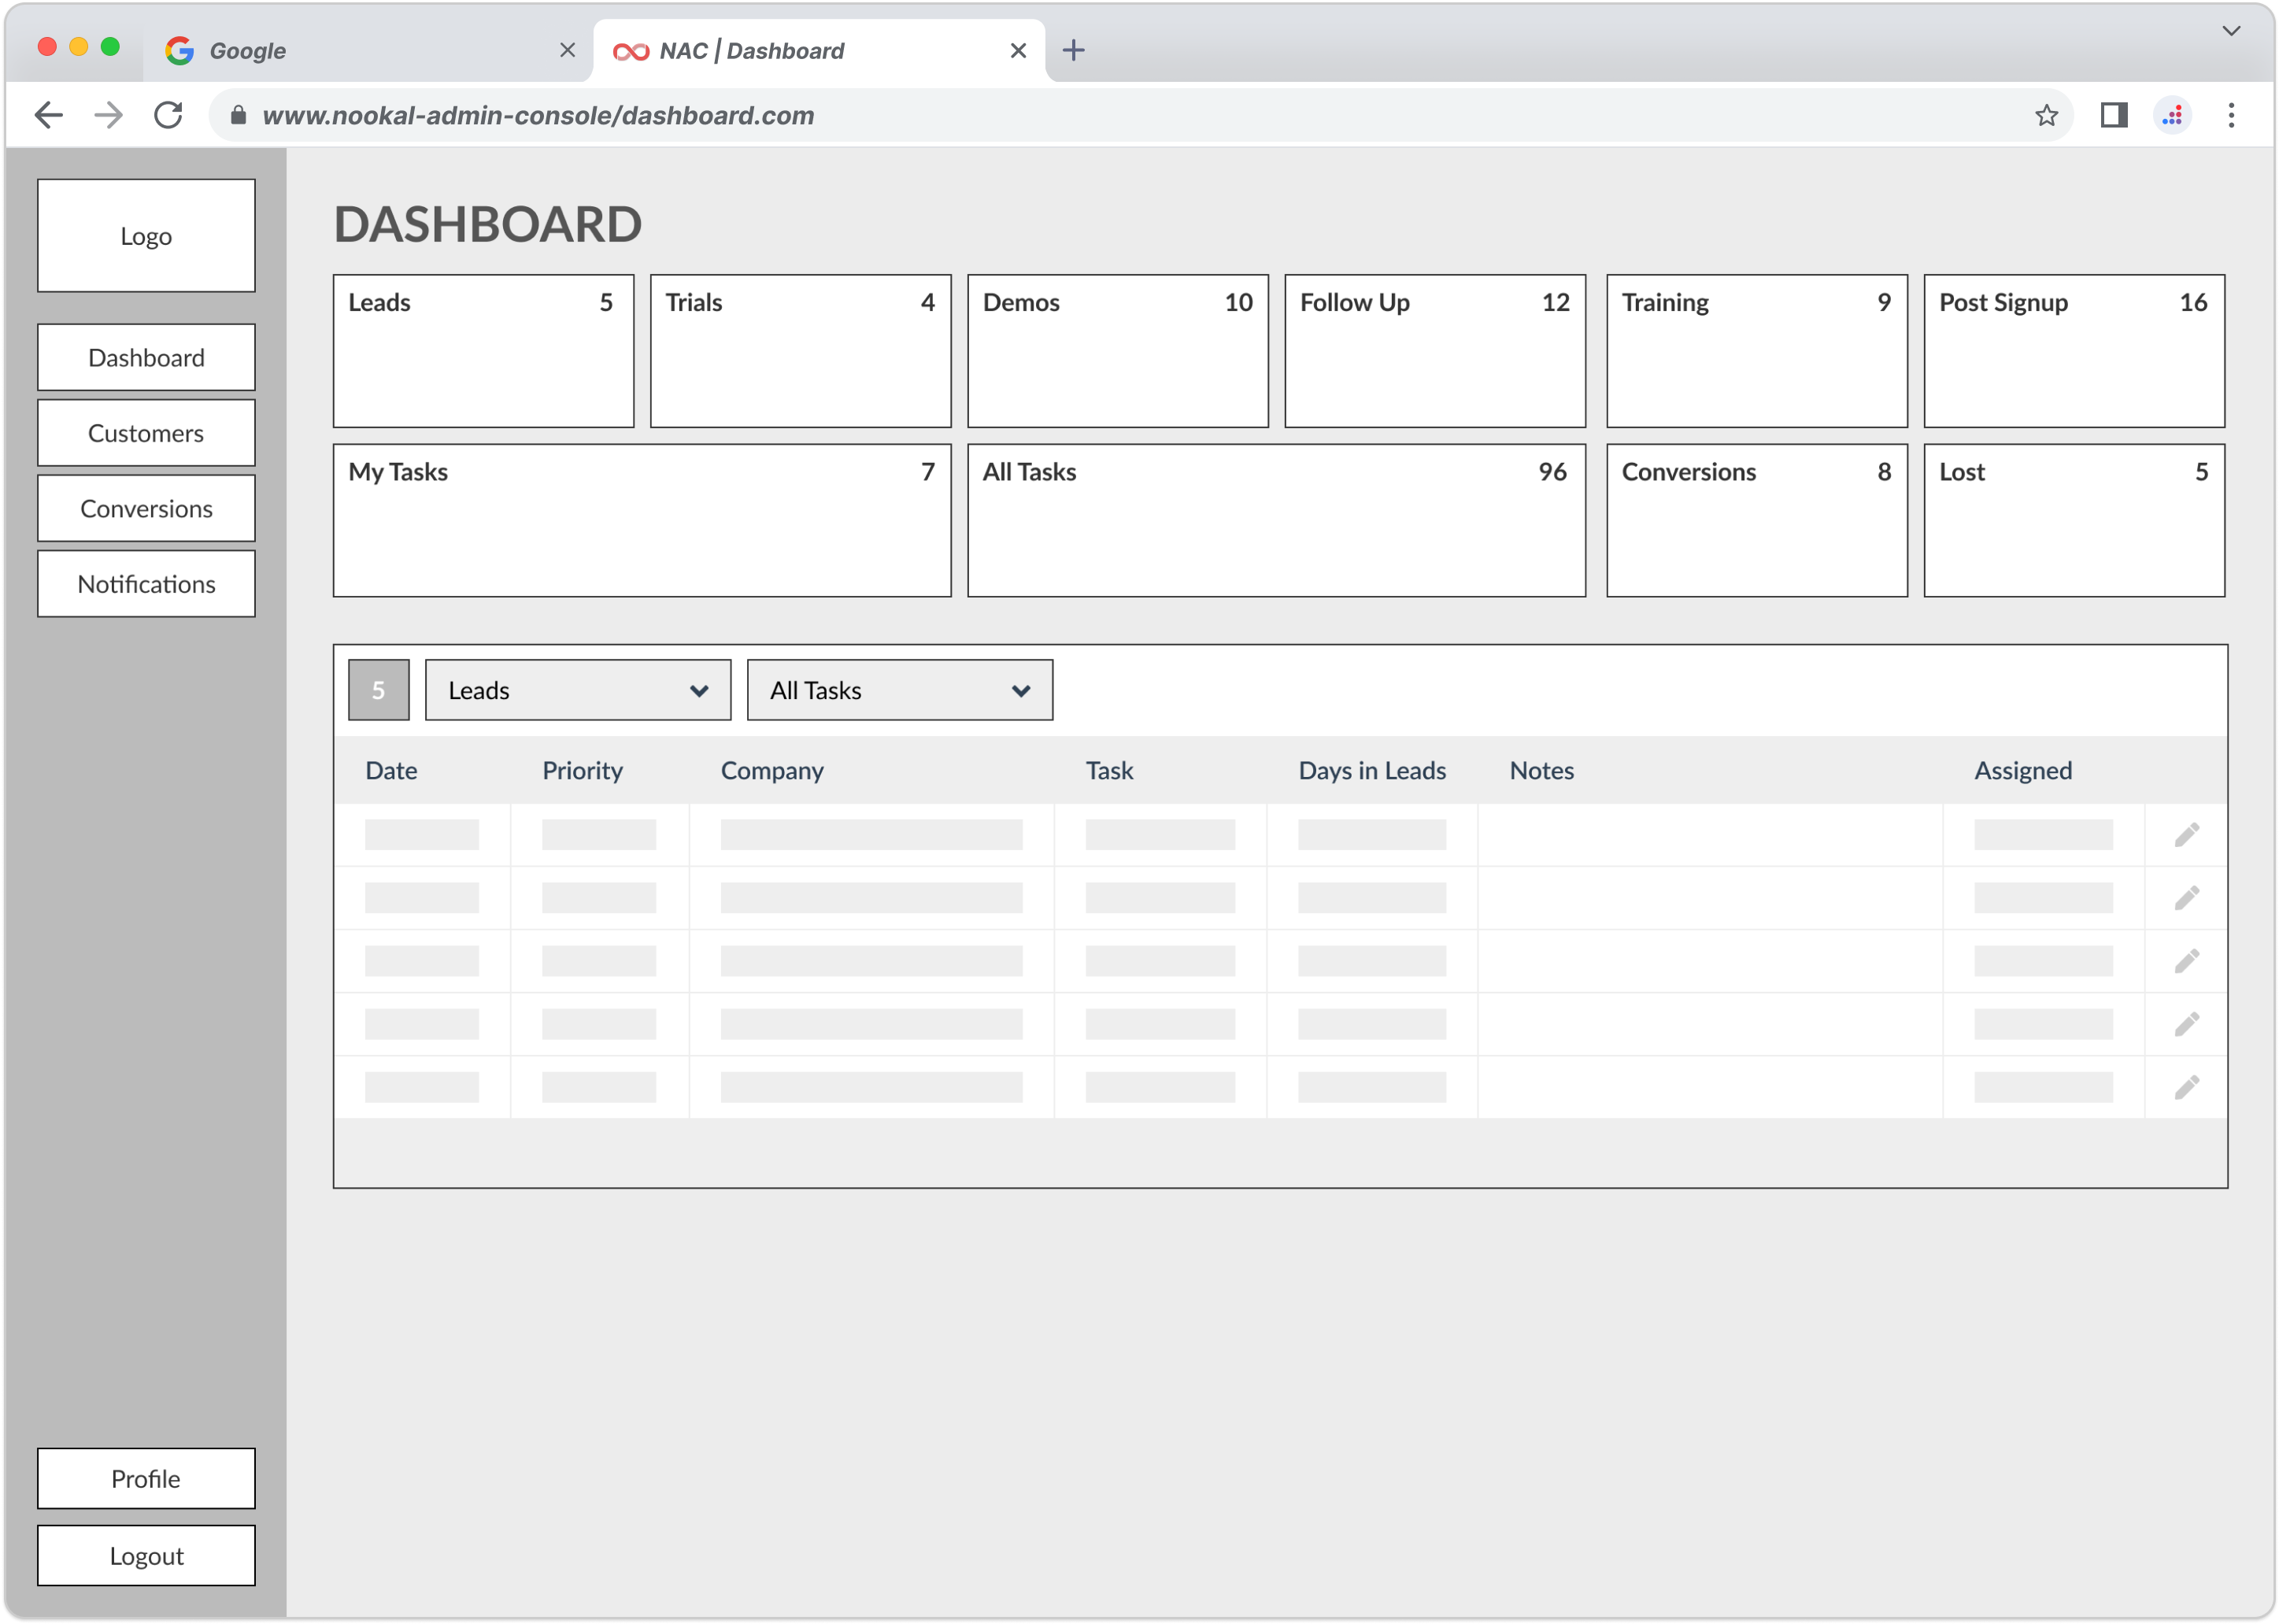 Google
NAC | Dashboard
www.nookal-admin-console/dashboard.com
Logo
Dashboard
Customers
Conversions
Notifications
Profile
Logout
DASHBOARD
Leads 5
Trials 4
Demos 10
Follow Up 12
Training 9
Post Signup 16
My Tasks 7
All Tasks 96
Conversions 8
Lost 5
5 Leads All Tasks
Date Priority Company Task Days in Leads Notes Assigned